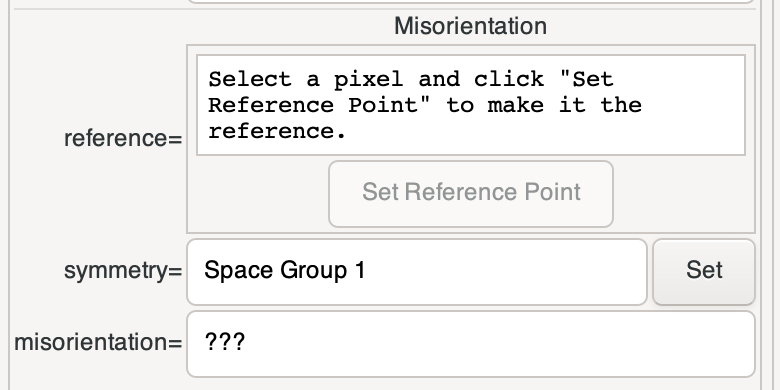 Misorientation
reference=
Select a pixel and click "Set
Reference Point" to make it the
reference.
Set Reference Point
symmetry= Space Group 1 Set
misorientation= ???